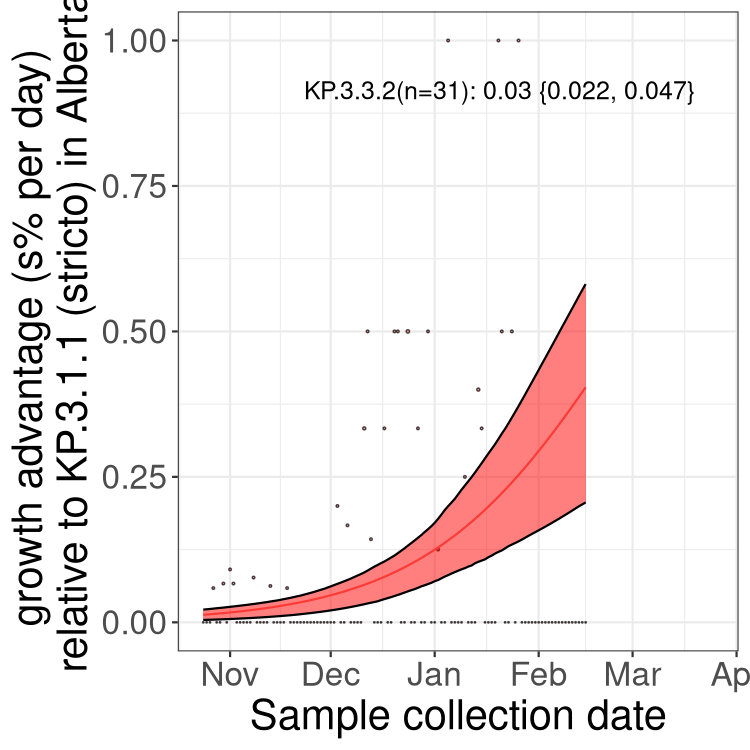 growth advantage (s% per day)
relative to KP.3.1.1 (stricto) in Alberta
1.00
KP.3.3.2(n=31): 0.03 {0.022, 0.047}
0.75
0.50
0.25
0.00
Nov Dec Jan Feb Mar Ap
Sample collection date